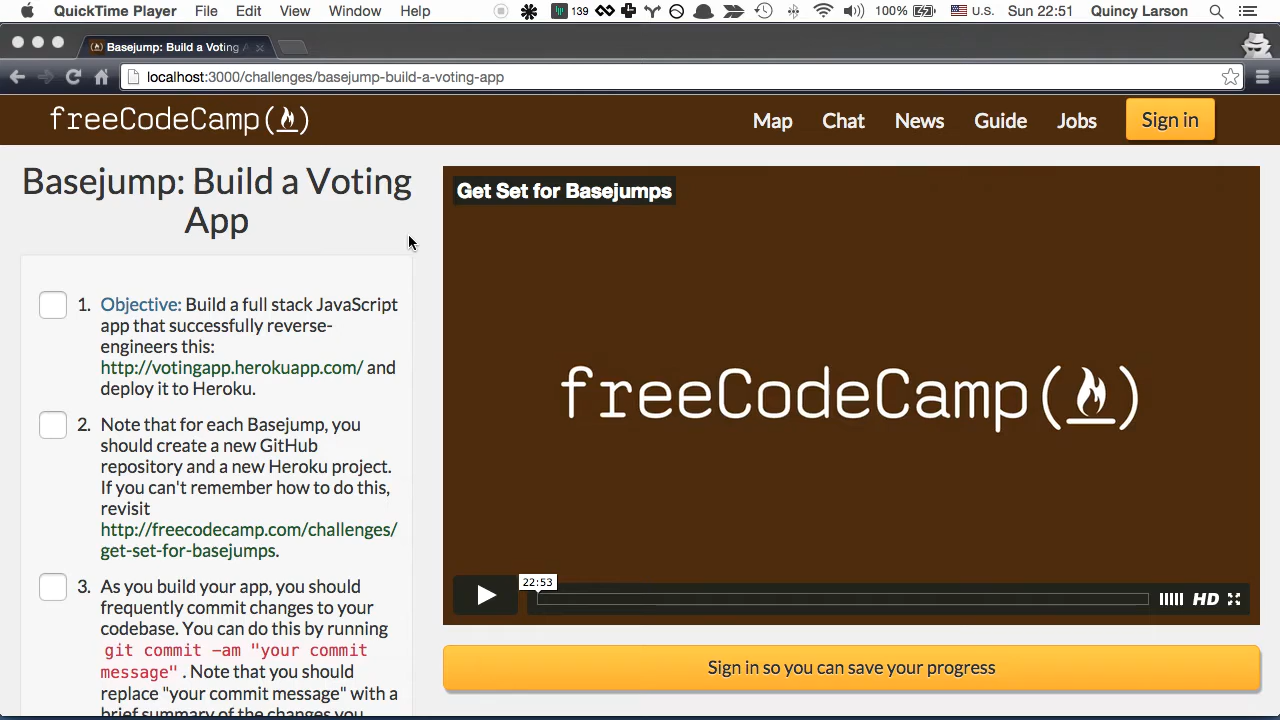 QuickTime Player File Edit View Window Help 139 100% U.S. Sun 22:51 Quincy Larson
Basejump: Build a Voting
localhost:3000/challenges/basejump-build-a-voting-app
freeCodeCamp Map Chat News Guide Jobs Sign in
Basejump: Build a Voting
App
1. Objective: Build a full stack JavaScript
app that successfully reverse-
engineers this:
http://votingapp.herokuapp.com/ and
deploy it to Heroku.
2. Note that for each Basejump, you
should create a new GitHub
repository and a new Heroku project.
If you can't remember how to do this,
revisit
http://freecodecamp.com/challenges/
get-set-for-basejumps.
3. As you build your app, you should
frequently commit changes to your
codebase. You can do this by running
git commit -am "your commit
message". Note that you should
replace "your commit message" with a
brief summary of the changes you
Get Set for Basejumps
freeCodeCamp
22:53
HD
Sign in so you can save your progress